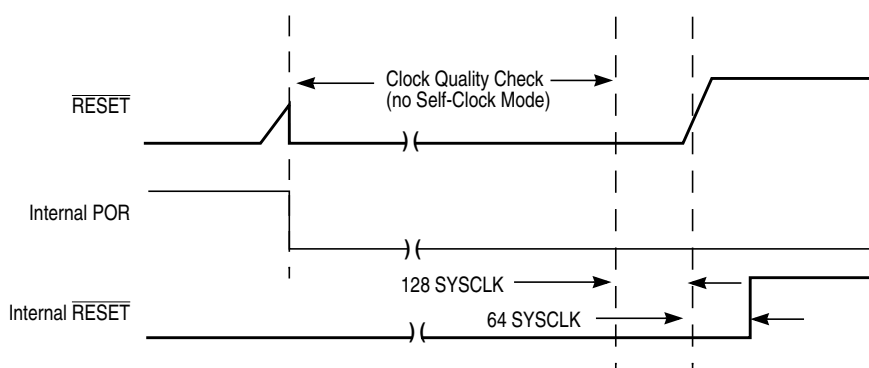 Clock Quality Check
(no Self-Clock Mode)
RESET
Internal POR
128 SYSCLK
Internal RESET
64 SYSCLK